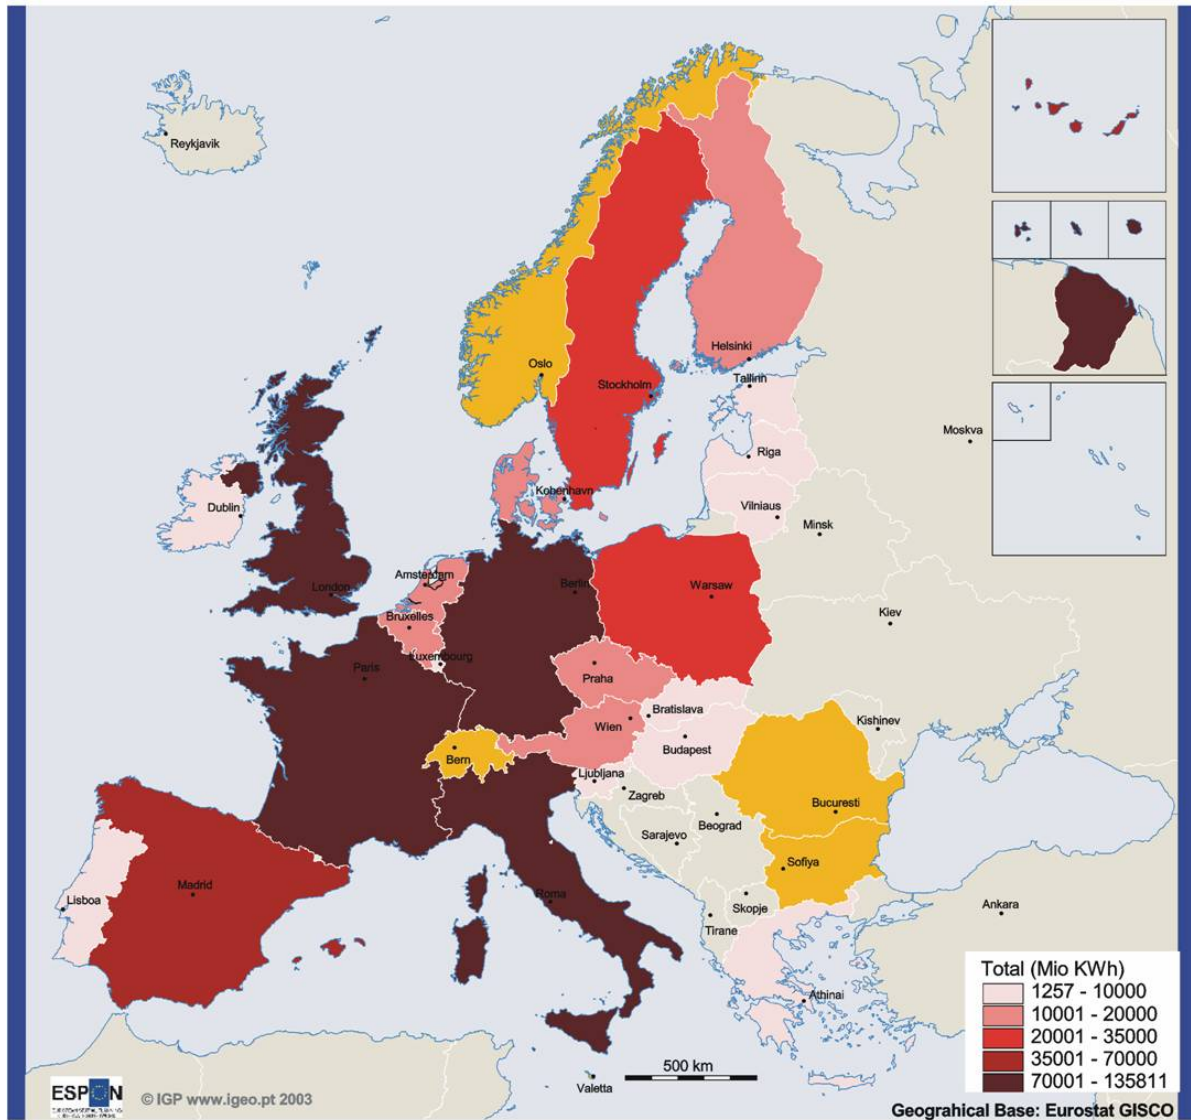 Reykjavik
Oslo
Helsinki
Stockholm
Tallinn
Moskva
Riga
Kobenhavn
Vilniaus
Dublin
Minsk
Amsterdam
London
Berlin
Warsaw
Bruxelles
Kiev
Luxembourg
Paris
Praha
Bratislava
Wien
Kishinev
Budapest
Bern
Ljubljana
Zagreb
Bucuresti
Beograd
Sarajevo
Sofiya
Madrid
Lisboa
Roma
Skopje
Ankara
Tirane
Athinai
Total (Mio KWh)
1257 - 10000
10001 - 20000
20001 - 35000
35001 - 70000
70001 - 135811
500 km
Valetta
ESPON
© IGP www.igeo.pt 2003
Geograhical Base: Eurostat GISCO